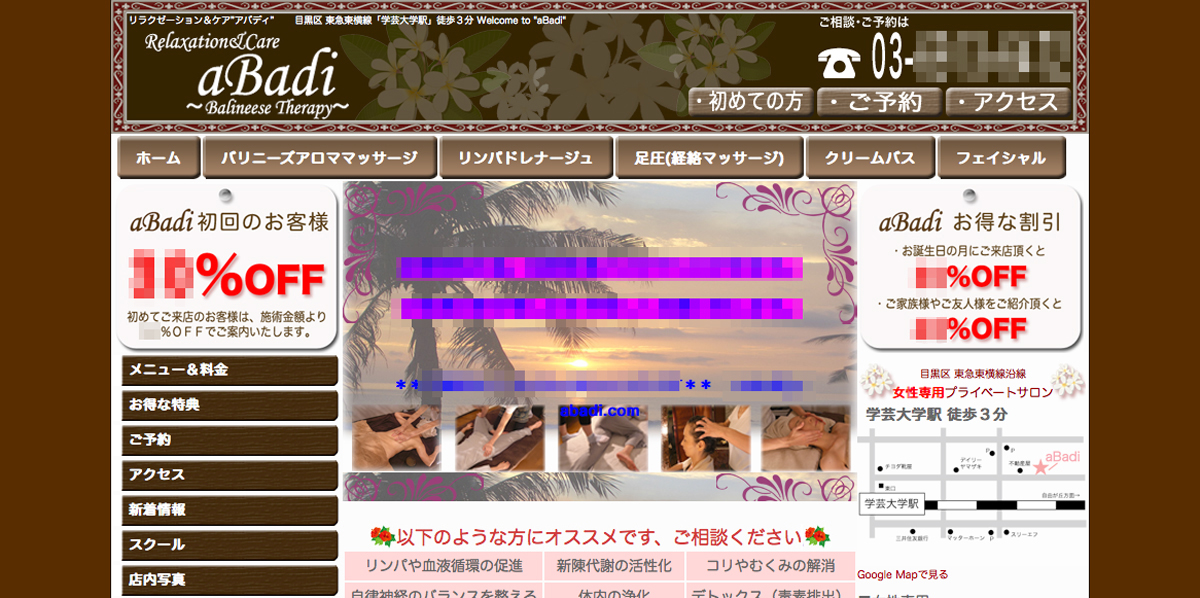 リラクゼーション＆ケア"アバディ" 目黒区 東急東横線「学芸大学駅」徒歩３分 Welcome to "aBadi"
Relaxation&Care
aBadi
～Balineese Therapy～
ご相談・ご予約は
03-
・初めての方 ・ご予約 ・アクセス
ホーム バリニーズアロママッサージ リンパドレナージュ 足圧(経絡マッサージ) クリームバス フェイシャル
aBadi 初回のお客様
%OFF
初めてご来店のお客様は、施術金額より
％ＯＦＦでご案内いたします。
メニュー＆料金
お得な特典
ご予約
アクセス
新着情報
スクール
店内写真
** **
abadi.com
以下のような方にオススメです、ご相談ください
リンパや血液循環の促進 新陳代謝の活性化 コリやむくみの解消
自律神経のバランスを整える 体内の浄化 デトックス（毒素排出）
aBadi お得な割引
・お誕生日の月にご来店頂くと
%OFF
・ご家族様やご友人様をご紹介頂くと
%OFF
目黒区 東急東横線沿線
女性専用プライベートサロン
学芸大学駅 徒歩３分
aBadi
P
P
デイリー
ヤマザキ
不動産屋
チヨダ靴屋
東口
自由が丘方面→
学芸大学駅
三井住友銀行
マッターホーン
P
スリーエフ
Google Mapで見る